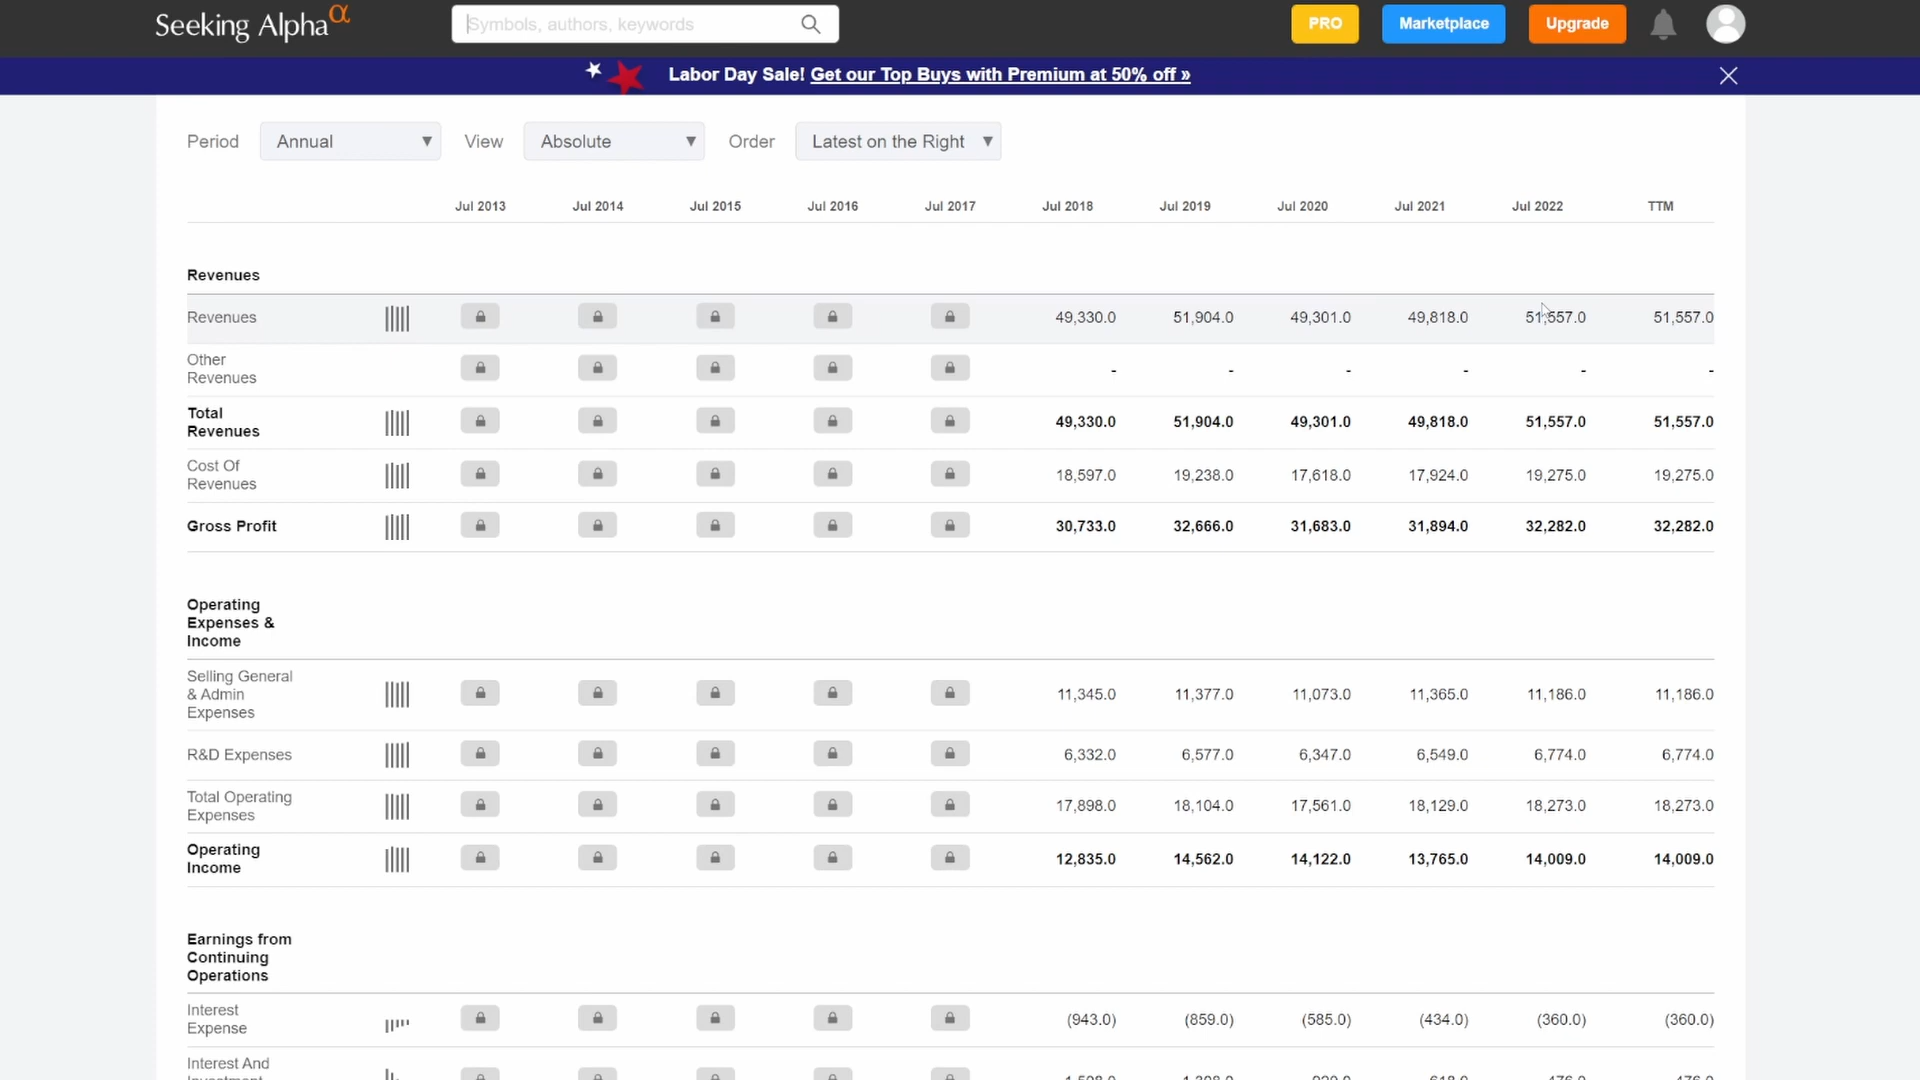 Seeking Alpha α
Symbols, authors, keywords
PRO
Marketplace
Upgrade
Labor Day Sale! Get our Top Buys with Premium at 50% off »
Period Annual View Absolute Order Latest on the Right
Jul 2013 Jul 2014 Jul 2015 Jul 2016 Jul 2017 Jul 2018 Jul 2019 Jul 2020 Jul 2021 Jul 2022 TTM
Revenues
Revenues 49,330.0 51,904.0 49,301.0 49,818.0 51,557.0 51,557.0
Other
Revenues - - - - - -
Total
Revenues 49,330.0 51,904.0 49,301.0 49,818.0 51,557.0 51,557.0
Cost Of
Revenues 18,597.0 19,238.0 17,618.0 17,924.0 19,275.0 19,275.0
Gross Profit 30,733.0 32,666.0 31,683.0 31,894.0 32,282.0 32,282.0
Operating
Expenses &
Income
Selling General
& Admin
Expenses 11,345.0 11,377.0 11,073.0 11,365.0 11,186.0 11,186.0
R&D Expenses 6,332.0 6,577.0 6,347.0 6,549.0 6,774.0 6,774.0
Total Operating
Expenses 17,898.0 18,104.0 17,561.0 18,129.0 18,273.0 18,273.0
Operating
Income 12,835.0 14,562.0 14,122.0 13,765.0 14,009.0 14,009.0
Earnings from
Continuing
Operations
Interest
Expense (943.0) (859.0) (585.0) (434.0) (360.0) (360.0)
Interest And